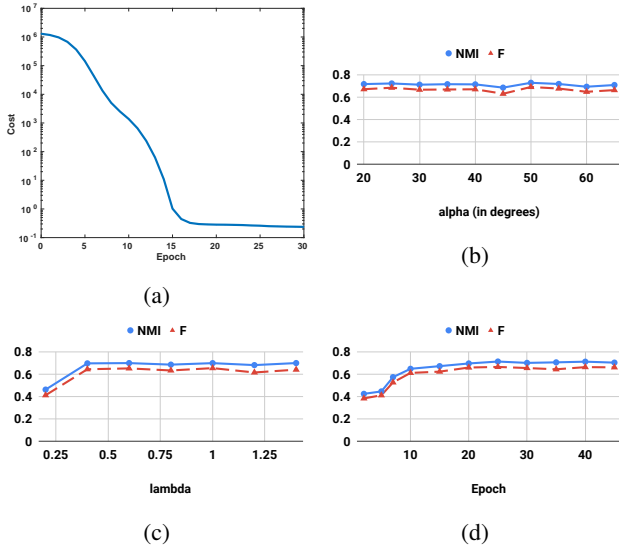 10^6
10^5
10^4
10^3
10^2
10^1
10^0
10^-1
Cost
0 5 10 15 20 25 30
Epoch
(a)
NMI F
0.8
0.6
0.4
0.2
0
20 30 40 50 60
alpha (in degrees)
(b)
NMI F
0.8
0.6
0.4
0.2
0
0.25 0.5 0.75 1 1.25
lambda
(c)
NMI F
0.8
0.6
0.4
0.2
0
10 20 30 40
Epoch
(d)